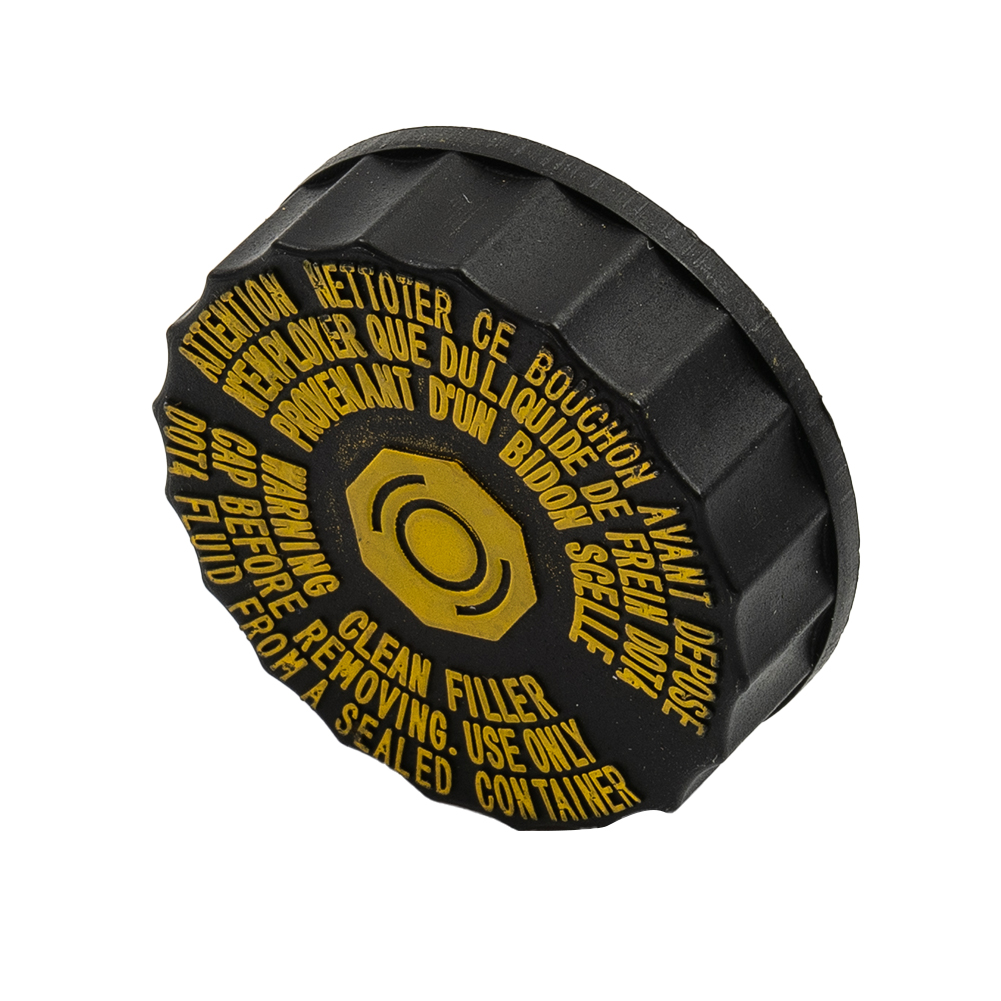 ATTENTION NETTOÏER CE BOUCHON AVANT DEPOSE
N'EMPLOYER QUE DU LIQUIDE DE FREIN DOT4
PROVENANT D'UN BIDON SCELLE
WARNING CLEAN FILLER
CAP BEFORE REMOVING. USE ONLY
DOT4 FLUID FROM A SEALED CONTAINER